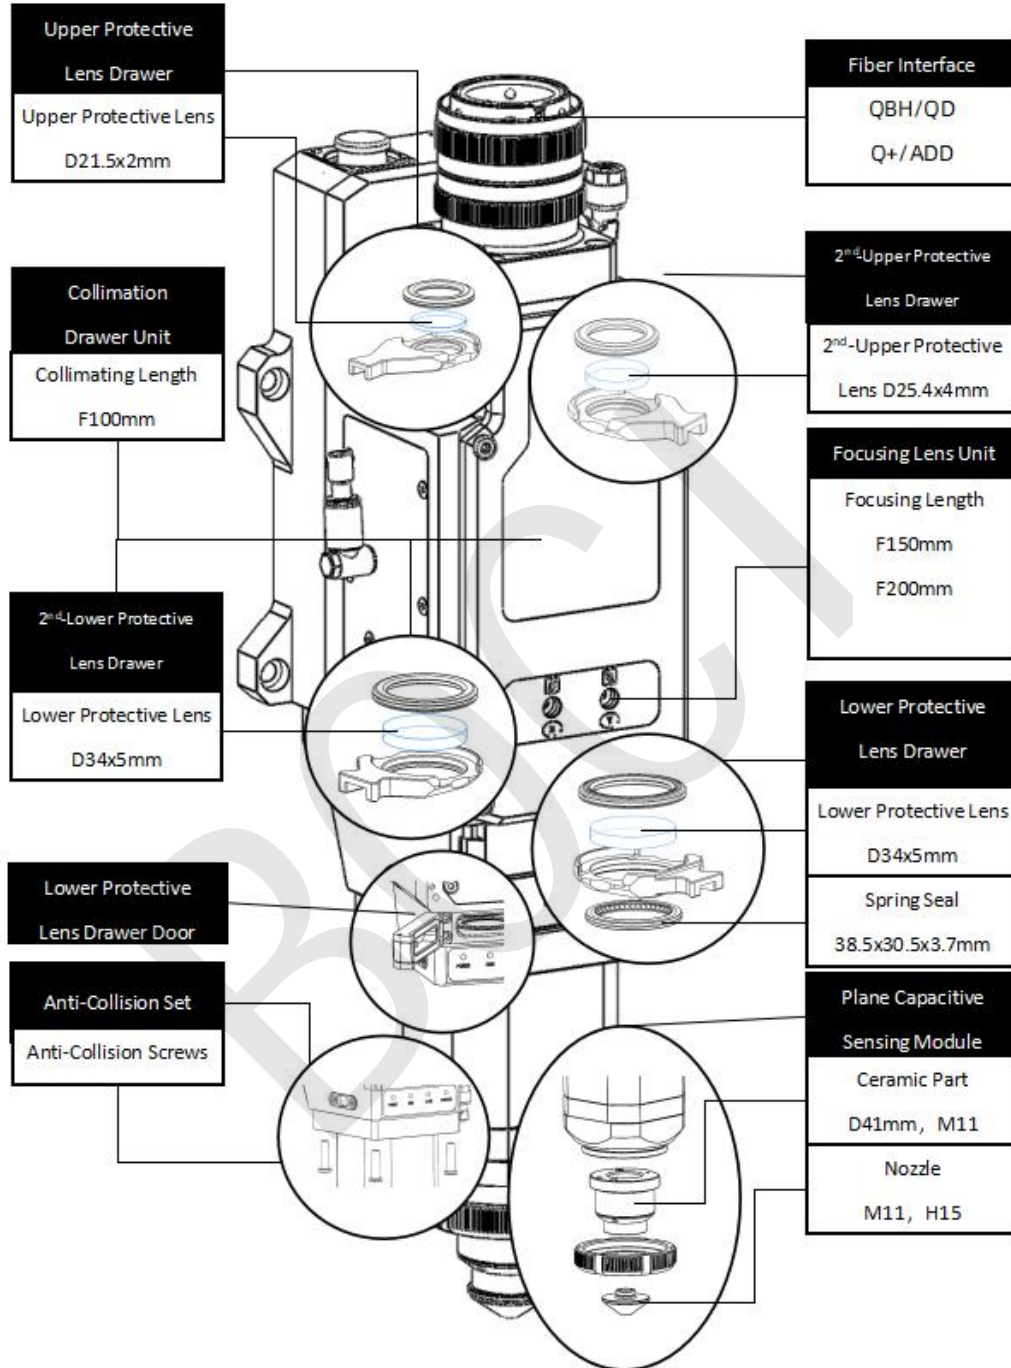 Upper Protective
Lens Drawer
Upper Protective Lens
D21.5x2mm
Fiber Interface
QBH/QD
Q+/ADD
2nd-Upper Protective
Lens Drawer
2nd-Upper Protective
Lens D25.4x4mm
Collimation
Drawer Unit
Collimating Length
F100mm
Focusing Lens Unit
Focusing Length
F150mm
F200mm
2nd-Lower Protective
Lens Drawer
Lower Protective Lens
D34x5mm
Lower Protective
Lens Drawer
Lower Protective Lens
D34x5mm
Spring Seal
38.5x30.5x3.7mm
Lower Protective
Lens Drawer Door
Anti-Collision Set
Anti-Collision Screws
Plane Capacitive
Sensing Module
Ceramic Part
D41mm，M11
Nozzle
M11，H15